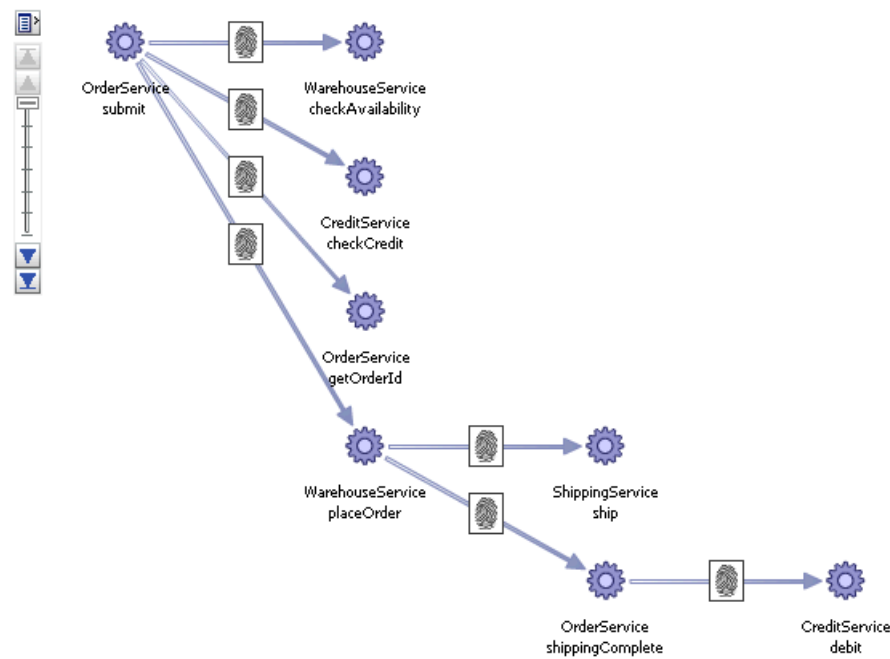 OrderService
submit
WarehouseService
checkAvailability
CreditService
checkCredit
OrderService
getOrderId
WarehouseService
placeOrder
ShippingService
ship
OrderService
shippingComplete
CreditService
debit